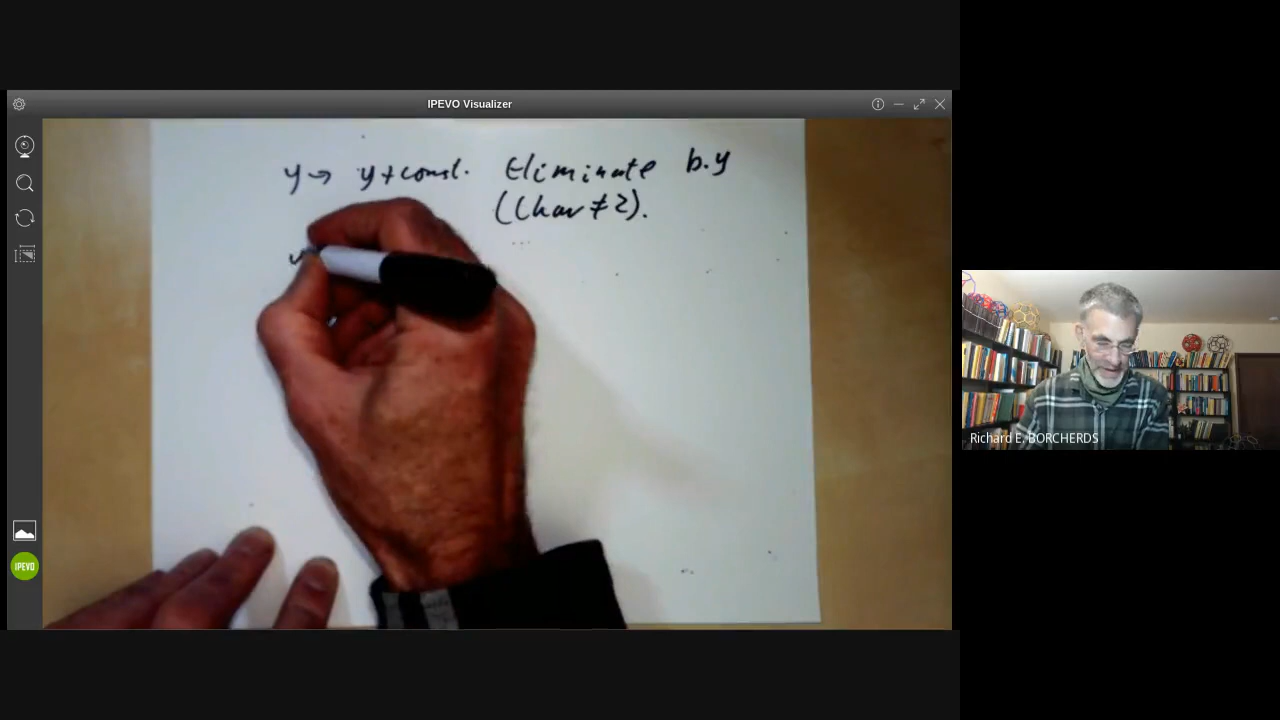 IPEVO Visualizer
y → y + const. Eliminate b.y
(Char ≠ 2).
IPEVO
Richard E. BORCHERDS